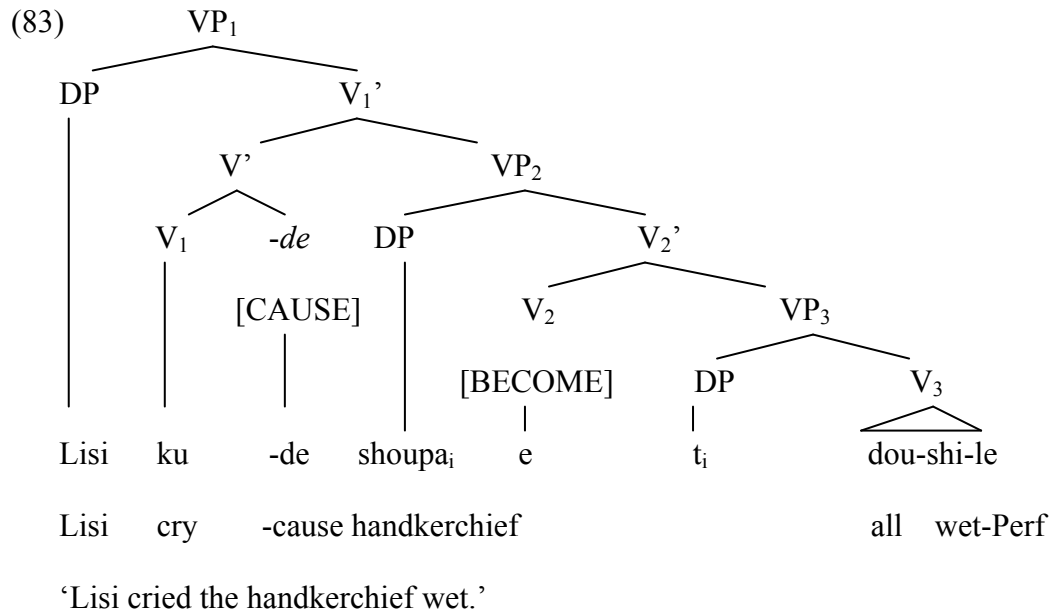 (83) VP₁
DP V₁’
V’ VP₂
V₁ -de DP V₂’
[CAUSE] V₂ VP₃
[BECOME] DP V₃
Lisi ku -de shoupaᵢ e tᵢ dou-shi-le
Lisi cry -cause handkerchief all wet-Perf
‘Lisi cried the handkerchief wet.’